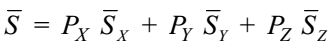 S̅ = P_X S̅_X + P_Y S̅_Y + P_Z S̅_Z